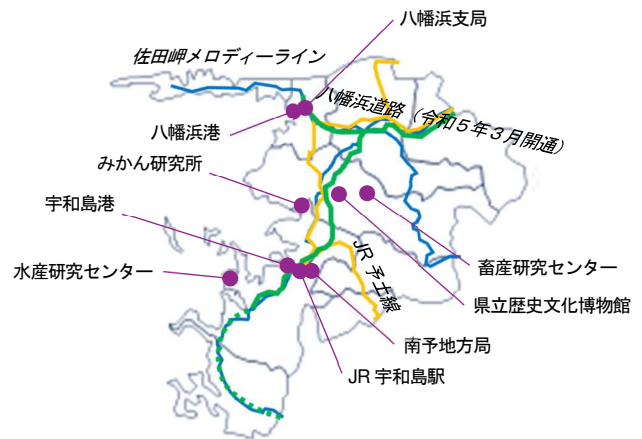 八幡浜支局
佐田岬メロディーライン
八幡浜道路（令和５年３月開通）
八幡浜港
みかん研究所
宇和島港
水産研究センター
JR 予土線
畜産研究センター
県立歴史文化博物館
南予地方局
JR 宇和島駅